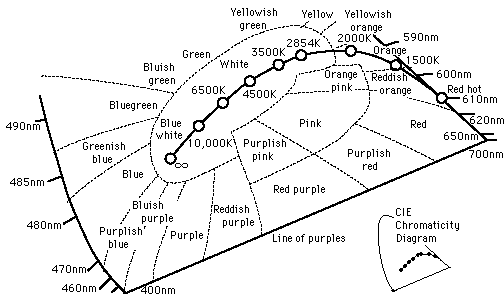 Yellowish
green
Yellow
Yellowish
orange
590nm
2000K
Orange
2854K
3500K
1500K
Green
White
600nm
Bluish
green
Orange
pink
Reddish
orange
Red hot
610nm
6500K
4500K
Bluegreen
620nm
490nm
Blue
white
Pink
Red
650nm
700nm
10,000K
Greenish
blue
Purplish
pink
Purplish
red
∞
Blue
485nm
Red purple
Bluish
purple
Reddish
purple
480nm
Purplish
blue
Purple
Line of purples
CIE
Chromaticity
Diagram
470nm
460nm
400nm